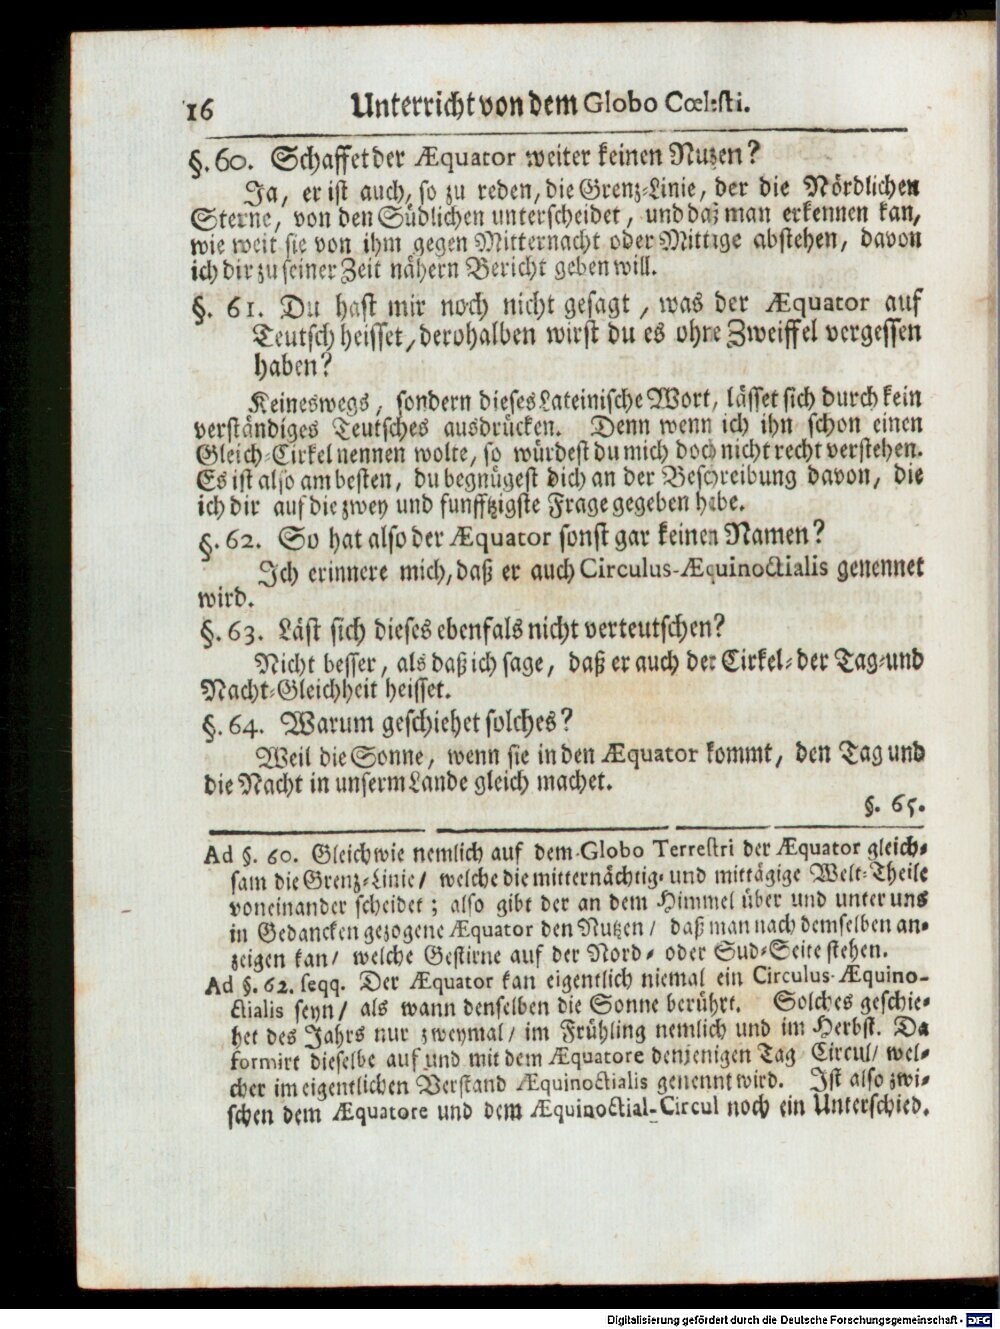 16 Unterricht von dem Globo Cœlesti.
§. 60. Schaffet der Æquator weiter keinen Nutzen?
Ja, er ist auch, so zu reden, die Grenz-Linie, der die Nördlichen
Sterne, von den Südlichen unterscheidet, und daß man erkennen kan,
wie weit sie von ihm gegen Mitternacht oder Mittage abstehen, davon
ich dir zu seiner Zeit nähern Bericht geben will.
§. 61. Du hast mir noch nicht gesagt, was der Æquator auf
Teutsch heisset, derohalben wirst du es ohne Zweiffel vergessen
haben?
Keineswegs, sondern dieses Lateinische Wort, lässet sich durch kein
verständiges Teutsches ausdrücken. Denn wenn ich ihn schon einen
Gleich-Cirkel nennen wolte, so würdest du mich doch nicht recht verstehen.
Es ist also am besten, du begnügest dich an der Beschreibung davon, die
ich dir auf die zwey und funfftzigste Frage gegeben habe.
§. 62. So hat also der Æquator sonst gar keinen Namen?
Ich erinnere mich, daß er auch Circulus-Æquinoctialis genennet
wird.
§. 63. Läst sich dieses ebenfals nicht verteutschen?
Nicht besser, als daß ich sage, daß er auch der Cirkel-der Tag-und
Nacht-Gleichheit heisset.
§. 64. Warum geschiehet solches?
Weil die Sonne, wenn sie in den Æquator kommt, den Tag und
die Nacht in unserm Lande gleich machet.
§. 65.
Ad §. 60. Gleichwie nemlich auf dem Globo Terrestri der Æquator gleich-
sam die Grenz-Linie/ welche die mitternächtig- und mittägige Welt-Theile
voneinander scheidet; also gibt der an dem Himmel über und unter uns
in Gedancken gezogene Æquator den Nutzen/ daß man nach demselben an-
zeigen kan/ welche Gestirne auf der Nord- oder Sud-Seite stehen.
Ad §. 62. seqq. Der Æquator kan eigentlich niemal ein Circulus-Æquino-
ctialis seyn/ als wann denselben die Sonne berührt. Solches geschie-
het des Jahrs nur zweymal/ im Frühling nemlich und im Herbst. Da
formirt dieselbe auf und mit dem Æquatore denjenigen Tag Circul/ wel-
cher im eigentlichen Verstand Æquinoctialis genennt wird. Ist also zwi-
schen dem Æquatore und dem Æquinoctial-Circul noch ein Unterschied.
Digitalisierung gefördert durch die Deutsche Forschungsgemeinschaft - DFG